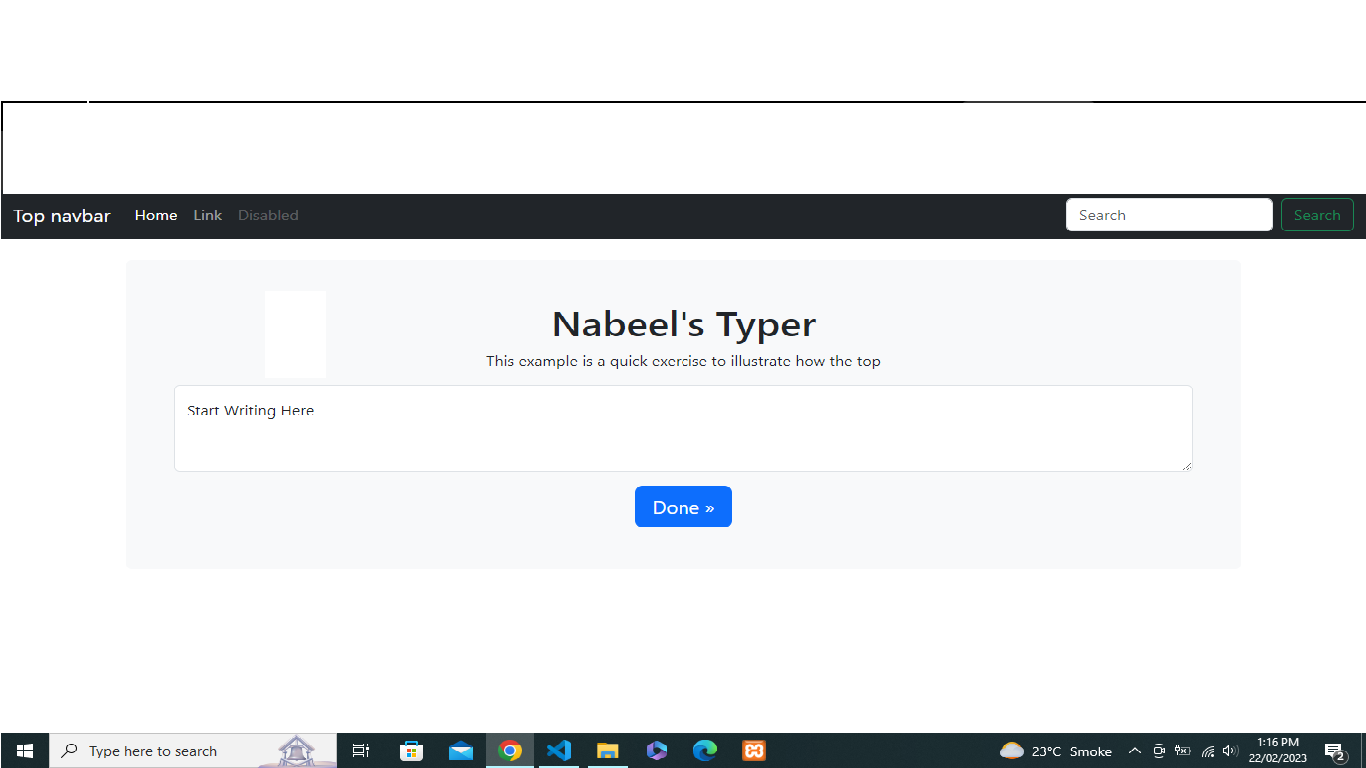 Top navbar Home Link Disabled Search Search
Nabeel's Typer
This example is a quick exercise to illustrate how the top
Start Writing Here
Done »
Type here to search 23°C Smoke 1:16 PM
22/02/2023 2